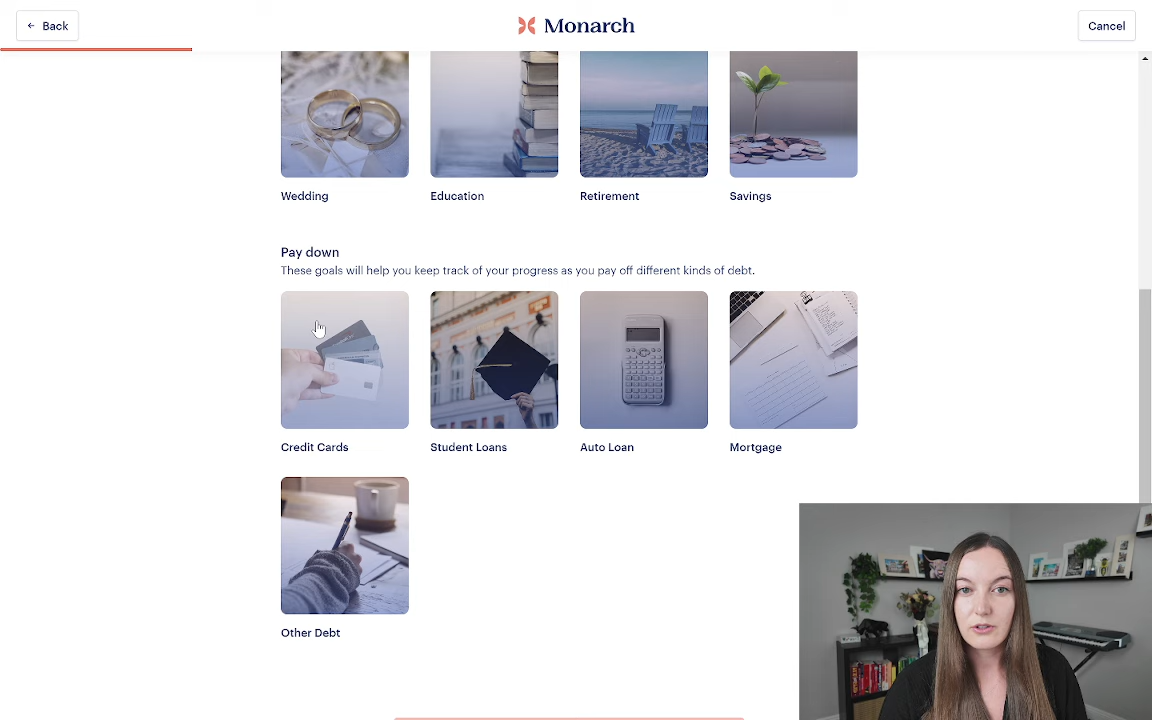 ← Back
Monarch
Cancel
Wedding
Education
Retirement
Savings
Pay down
These goals will help you keep track of your progress as you pay off different kinds of debt.
Credit Cards
Student Loans
Auto Loan
Mortgage
Other Debt